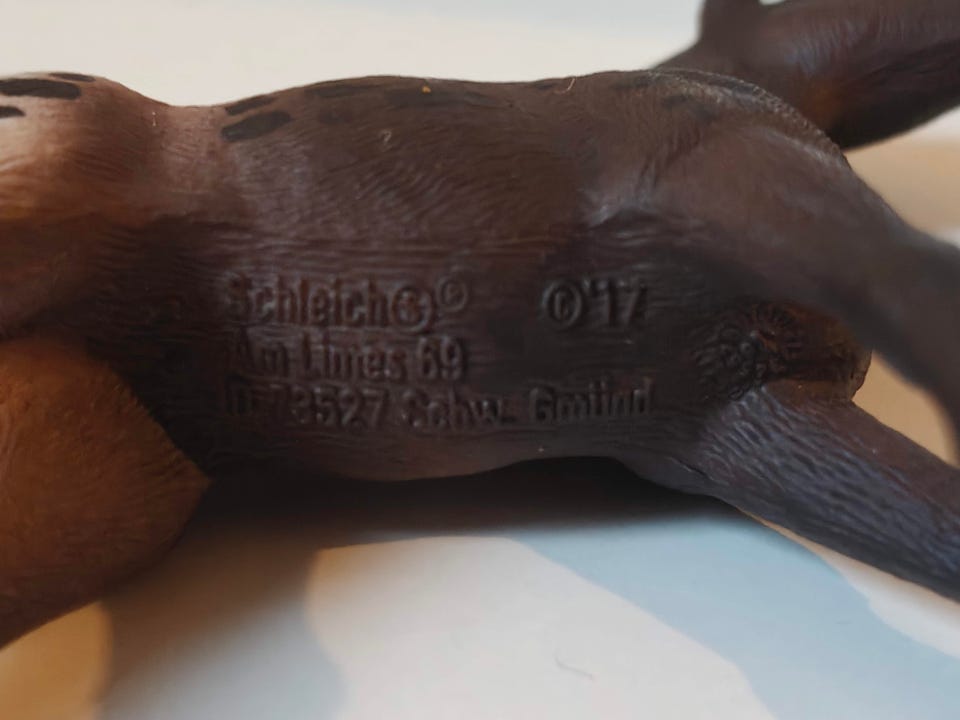 Schleich® ©'17
Am Limes 69
D-73527 Schw. Gmünd